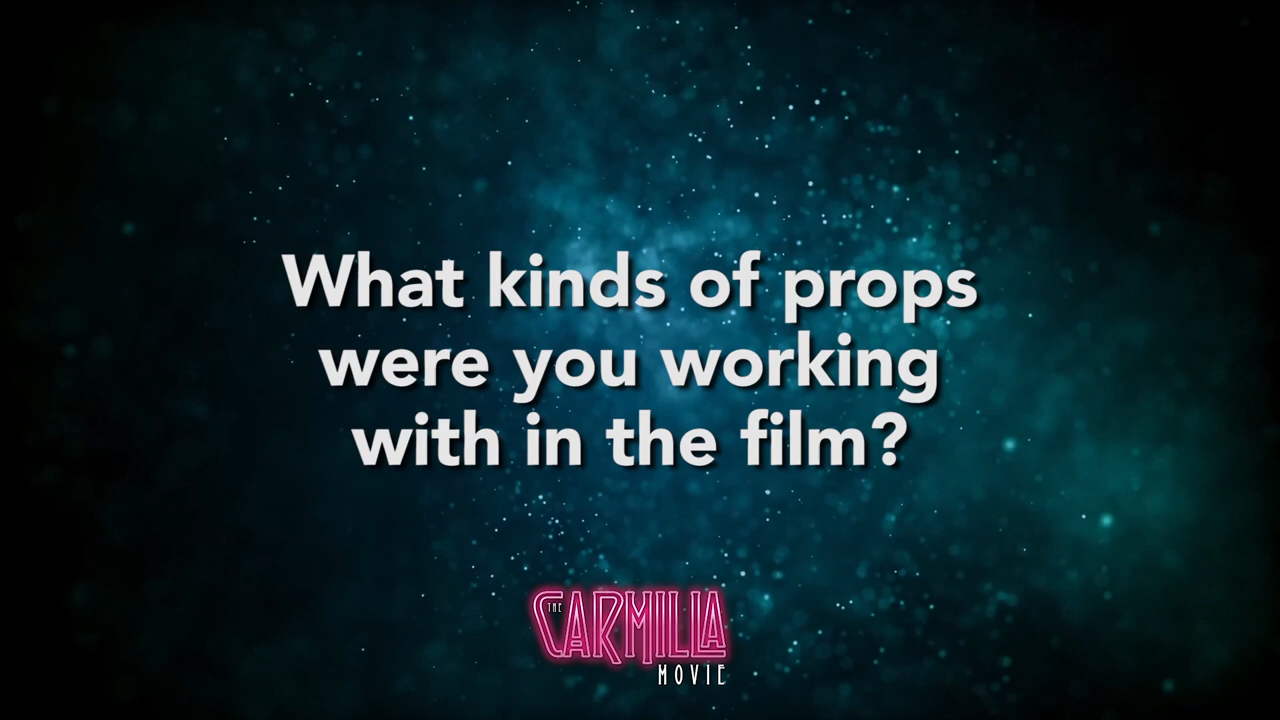 What kinds of props
were you working
with in the film?
THE
CARMILLA
MOVIE